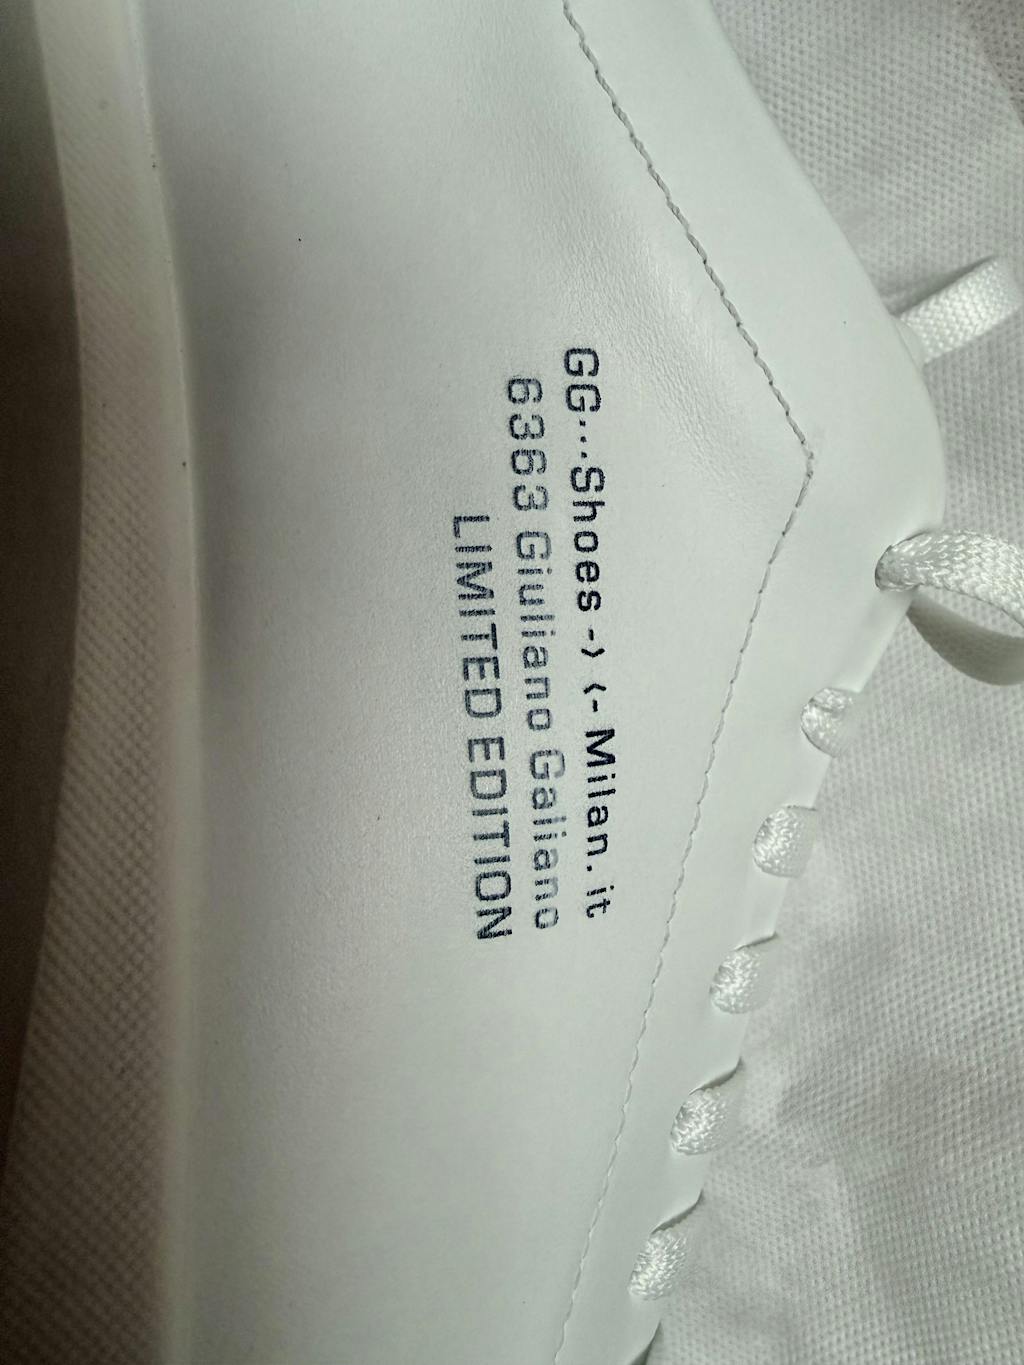 GG...Shoes -> <- Milan.it
6363 Giuliano Galiano
LIMITED EDITION